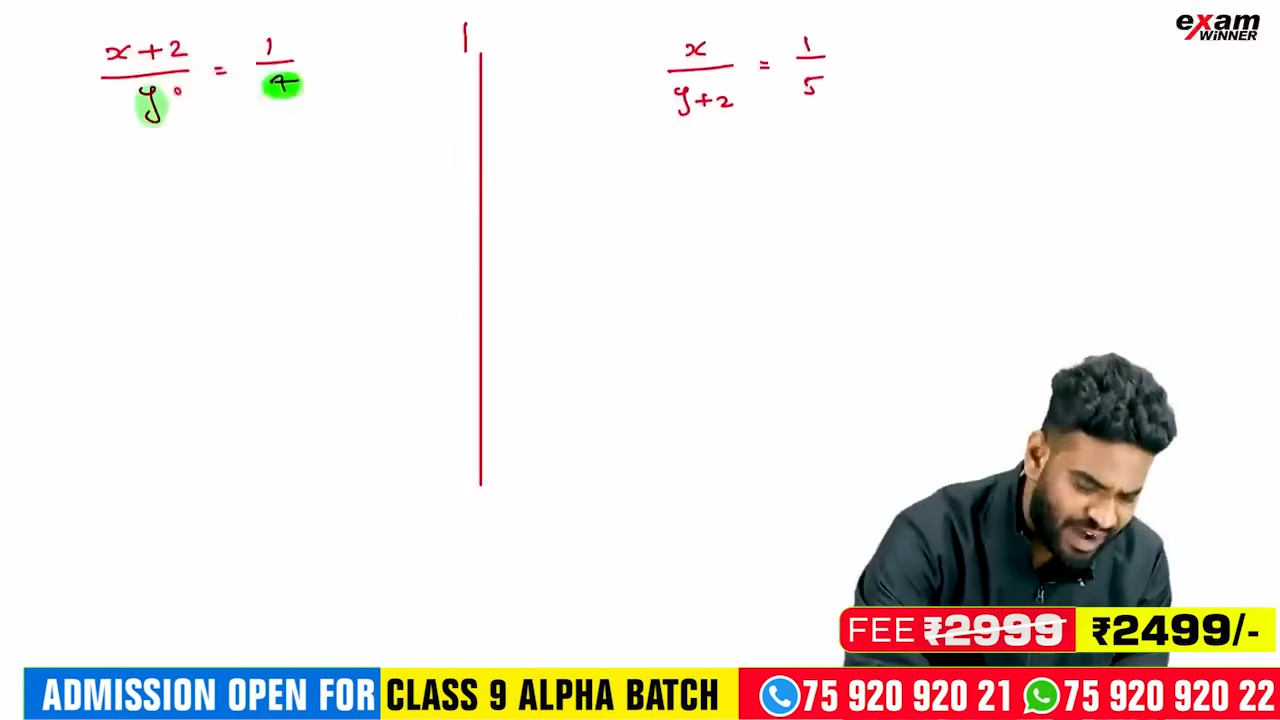 exam
WiNNER
x+2 / y = 1 /
x / y+2 = 1 / 5
FEE ₹2999 ₹2499/-
ADMISSION OPEN FOR CLASS 9 ALPHA BATCH 75 920 920 21 75 920 920 22